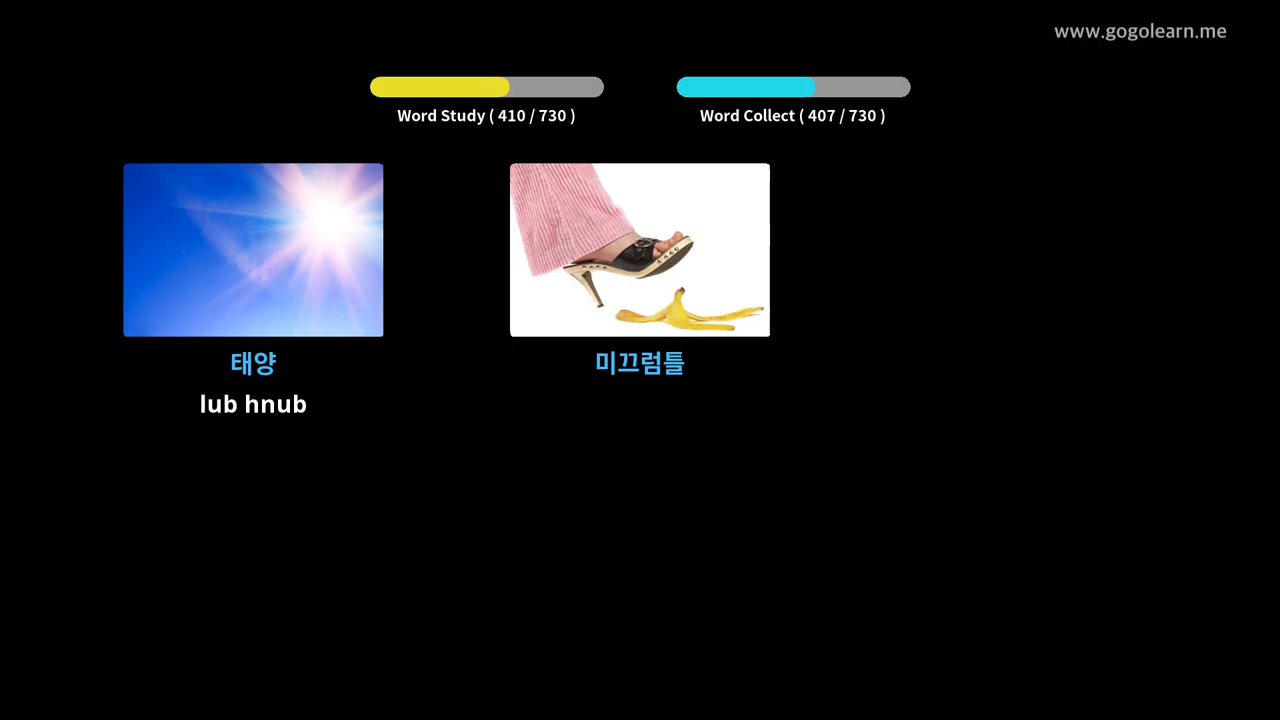 www.gogolearn.me
Word Study ( 410 / 730 )
Word Collect ( 407 / 730 )
태양
미끄럼틀
lub hnub